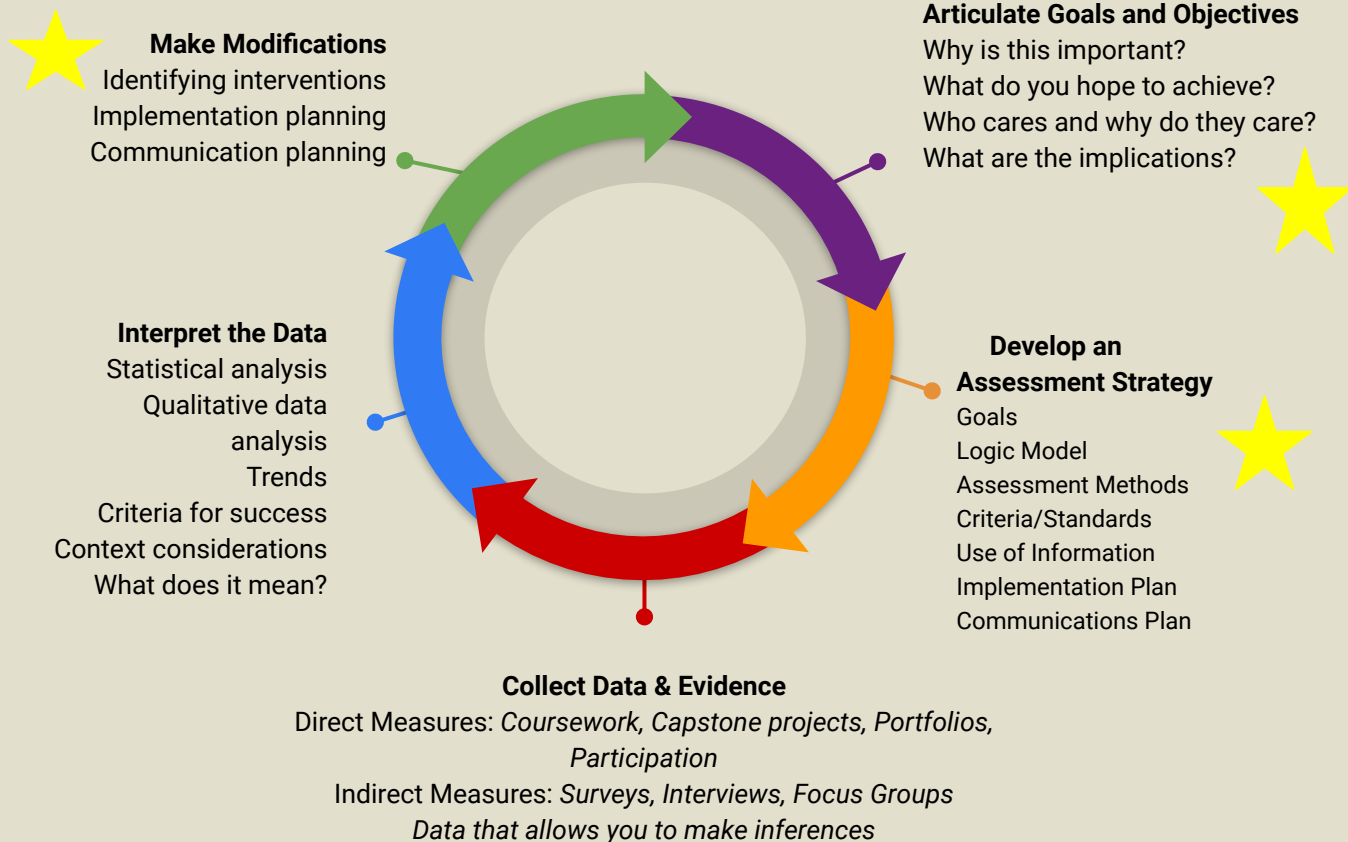 Make Modifications
Identifying interventions
Implementation planning
Communication planning
Articulate Goals and Objectives
Why is this important?
What do you hope to achieve?
Who cares and why do they care?
What are the implications?
Interpret the Data
Statistical analysis
Qualitative data
analysis
Trends
Criteria for success
Context considerations
What does it mean?
Develop an
Assessment Strategy
Goals
Logic Model
Assessment Methods
Criteria/Standards
Use of Information
Implementation Plan
Communications Plan
Collect Data & Evidence
Direct Measures: Coursework, Capstone projects, Portfolios,
Participation
Indirect Measures: Surveys, Interviews, Focus Groups
Data that allows you to make inferences